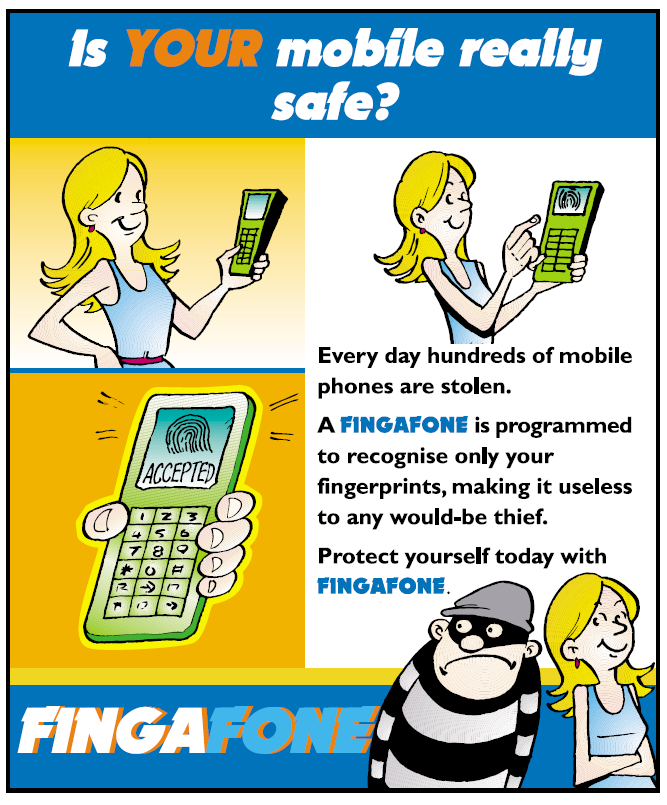 Is YOUR mobile really
safe?
Every day hundreds of mobile
phones are stolen.
A FINGAFONE is programmed
to recognise only your
fingerprints, making it useless
to any would-be thief.
Protect yourself today with
FINGAFONE.
ACCEPTED
1 2 3
4 5 6
7 8 9
* 0 #
FINGAFONE